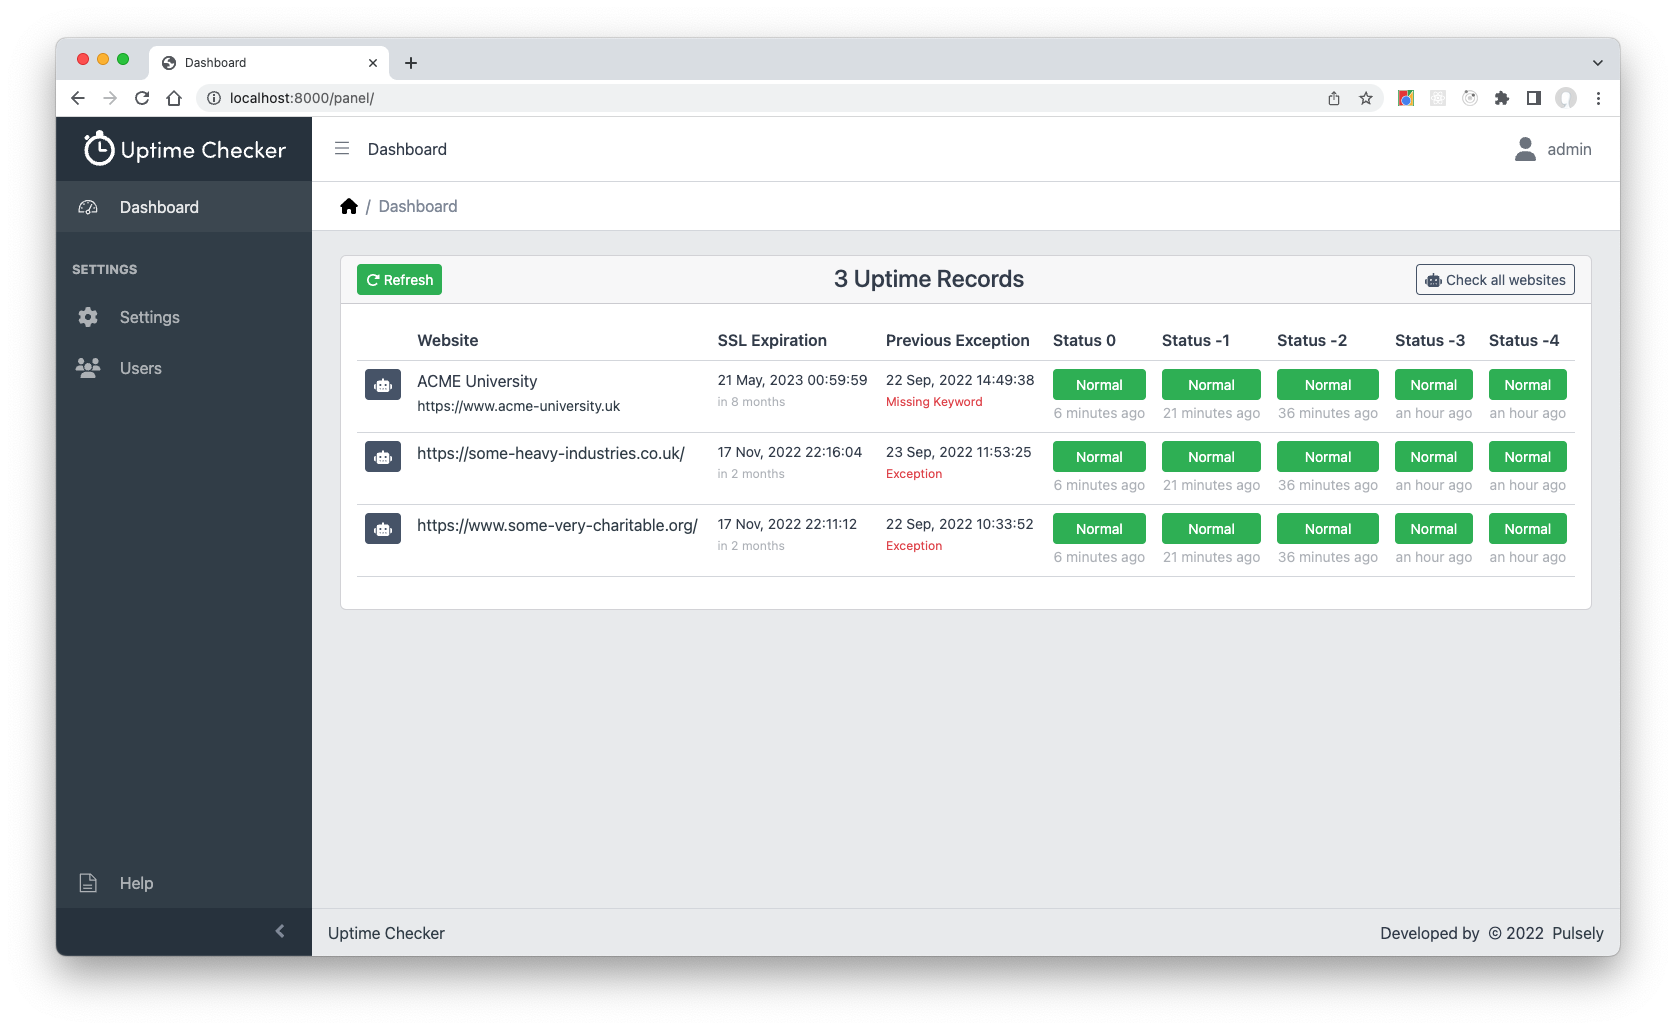 Dashboard
localhost:8000/panel/
Uptime Checker
Dashboard
admin
Dashboard
/ Dashboard
SETTINGS
Settings
Users
Help
Refresh
3 Uptime Records
Check all websites
Website SSL Expiration Previous Exception Status 0 Status -1 Status -2 Status -3 Status -4
ACME University 21 May, 2023 00:59:59 22 Sep, 2022 14:49:38 Normal Normal Normal Normal Normal
https://www.acme-university.uk in 8 months Missing Keyword 6 minutes ago 21 minutes ago 36 minutes ago an hour ago an hour ago
https://some-heavy-industries.co.uk/ 17 Nov, 2022 22:16:04 23 Sep, 2022 11:53:25 Normal Normal Normal Normal Normal
in 2 months Exception 6 minutes ago 21 minutes ago 36 minutes ago an hour ago an hour ago
https://www.some-very-charitable.org/ 17 Nov, 2022 22:11:12 22 Sep, 2022 10:33:52 Normal Normal Normal Normal Normal
in 2 months Exception 6 minutes ago 21 minutes ago 36 minutes ago an hour ago an hour ago
Uptime Checker
Developed by © 2022 Pulsely